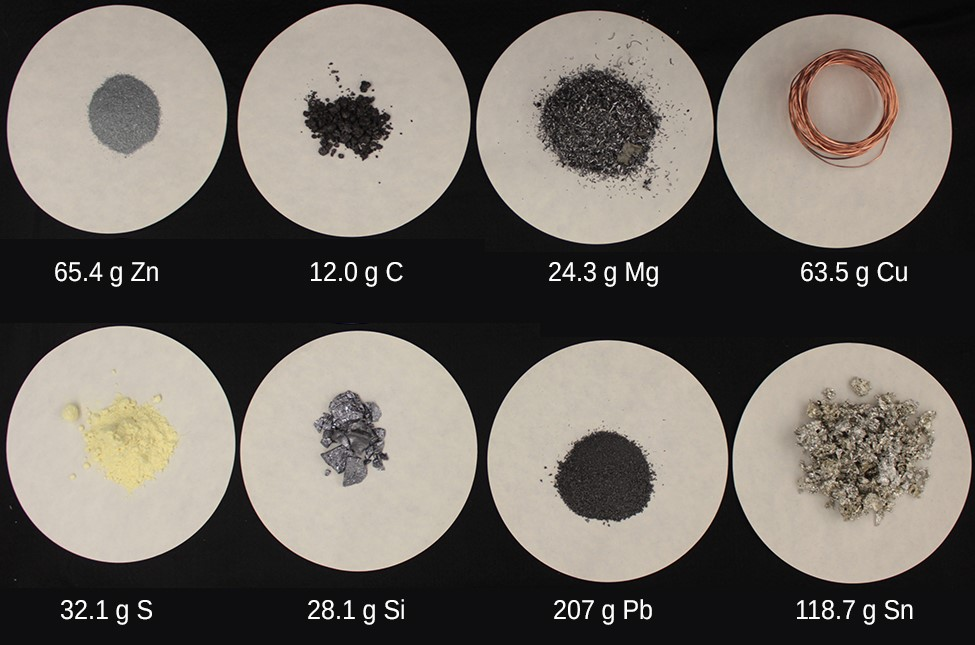 65.4 g Zn
12.0 g C
24.3 g Mg
63.5 g Cu
32.1 g S
28.1 g Si
207 g Pb
118.7 g Sn